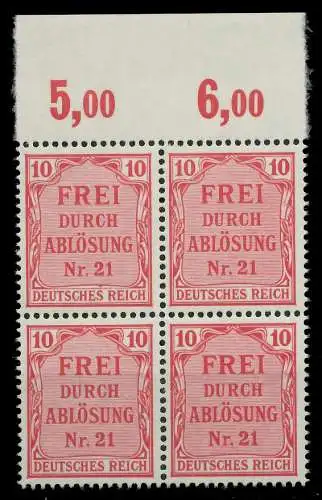 5,00 6,00
10 10 10 10
FREI FREI
DURCH DURCH
ABLÖSUNG ABLÖSUNG
Nr. 21 Nr. 21
DEUTSCHES REICH DEUTSCHES REICH
10 10 10 10
FREI FREI
DURCH DURCH
ABLÖSUNG ABLÖSUNG
Nr. 21 Nr. 21
DEUTSCHES REICH DEUTSCHES REICH